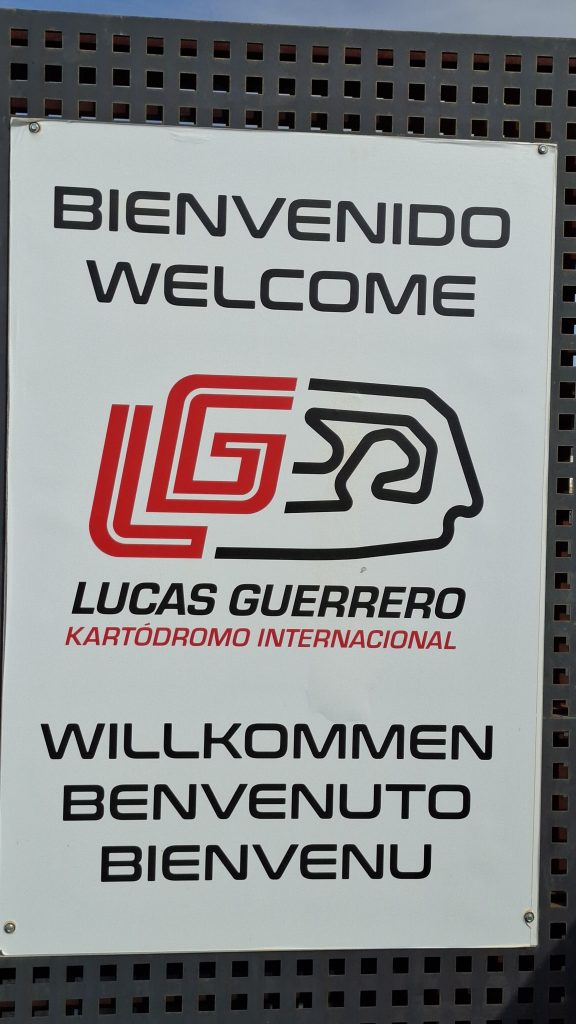 BIENVENIDO
WELCOME
LG
LUCAS GUERRERO
KARTÓDROMO INTERNACIONAL
WILLKOMMEN
BENVENUTO
BIENVENU